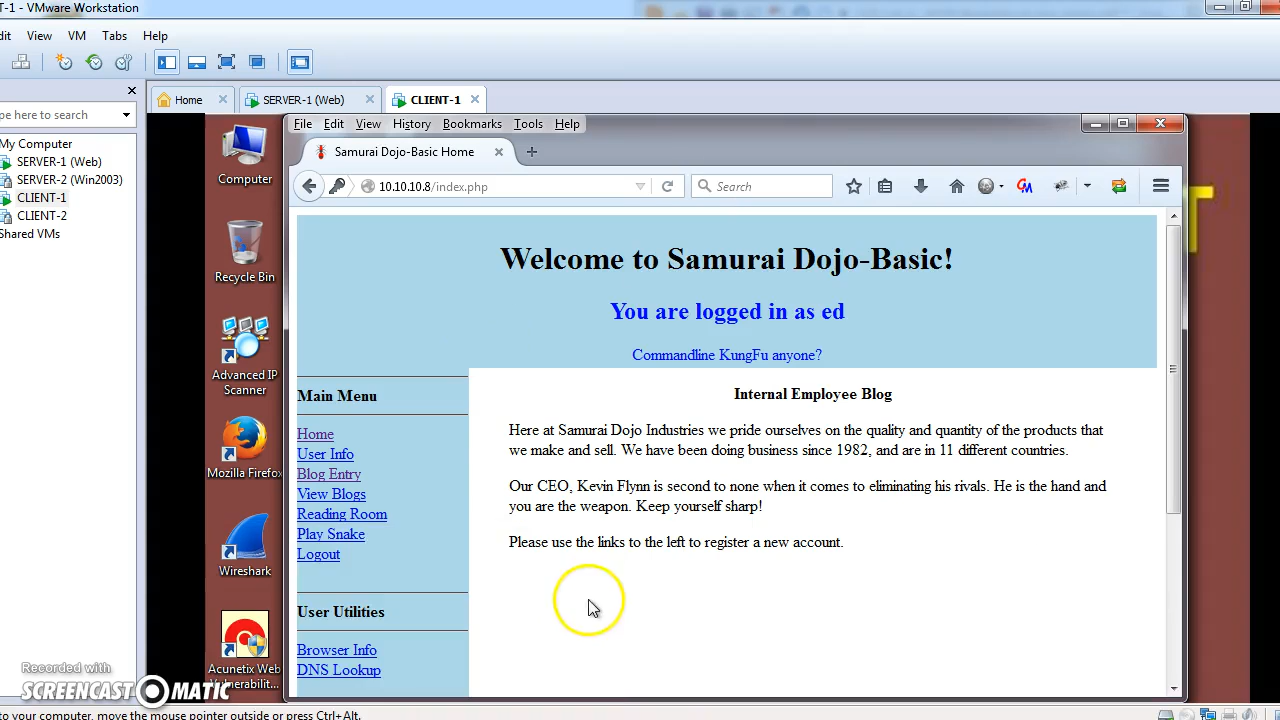 T-1 - VMware Workstation
dit View VM Tabs Help
Home SERVER-1 (Web) CLIENT-1
pe here to search
My Computer
SERVER-1 (Web)
SERVER-2 (Win2003)
CLIENT-1
CLIENT-2
Shared VMs
Computer
Recycle Bin
Advanced IP
Scanner
Mozilla Firefox
Wireshark
Acunetix Web
Vulnerabilit...
File Edit View History Bookmarks Tools Help
Samurai Dojo-Basic Home
10.10.10.8/index.php
Search
GM
T
Welcome to Samurai Dojo-Basic!
You are logged in as ed
Commandline KungFu anyone?
Main Menu
Home
User Info
Blog Entry
View Blogs
Reading Room
Play Snake
Logout
User Utilities
Browser Info
DNS Lookup
Internal Employee Blog
Here at Samurai Dojo Industries we pride ourselves on the quality and quantity of the products that
we make and sell. We have been doing business since 1982, and are in 11 different countries.
Our CEO, Kevin Flynn is second to none when it comes to eliminating his rivals. He is the hand and
you are the weapon. Keep yourself sharp!
Please use the links to the left to register a new account.
Recorded with
SCREENCAST-O-MATIC
to your computer, move the mouse pointer outside or press Ctrl+Alt.